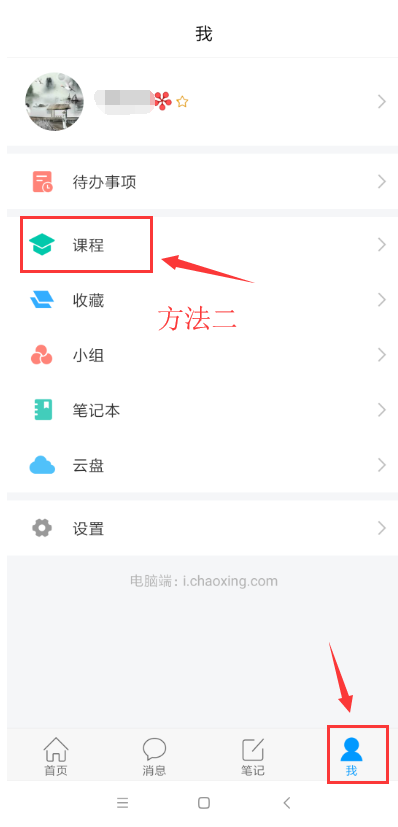 我
待办事项
课程
收藏
方法二
小组
笔记本
云盘
设置
电脑端：i.chaoxing.com
首页
消息
笔记
我